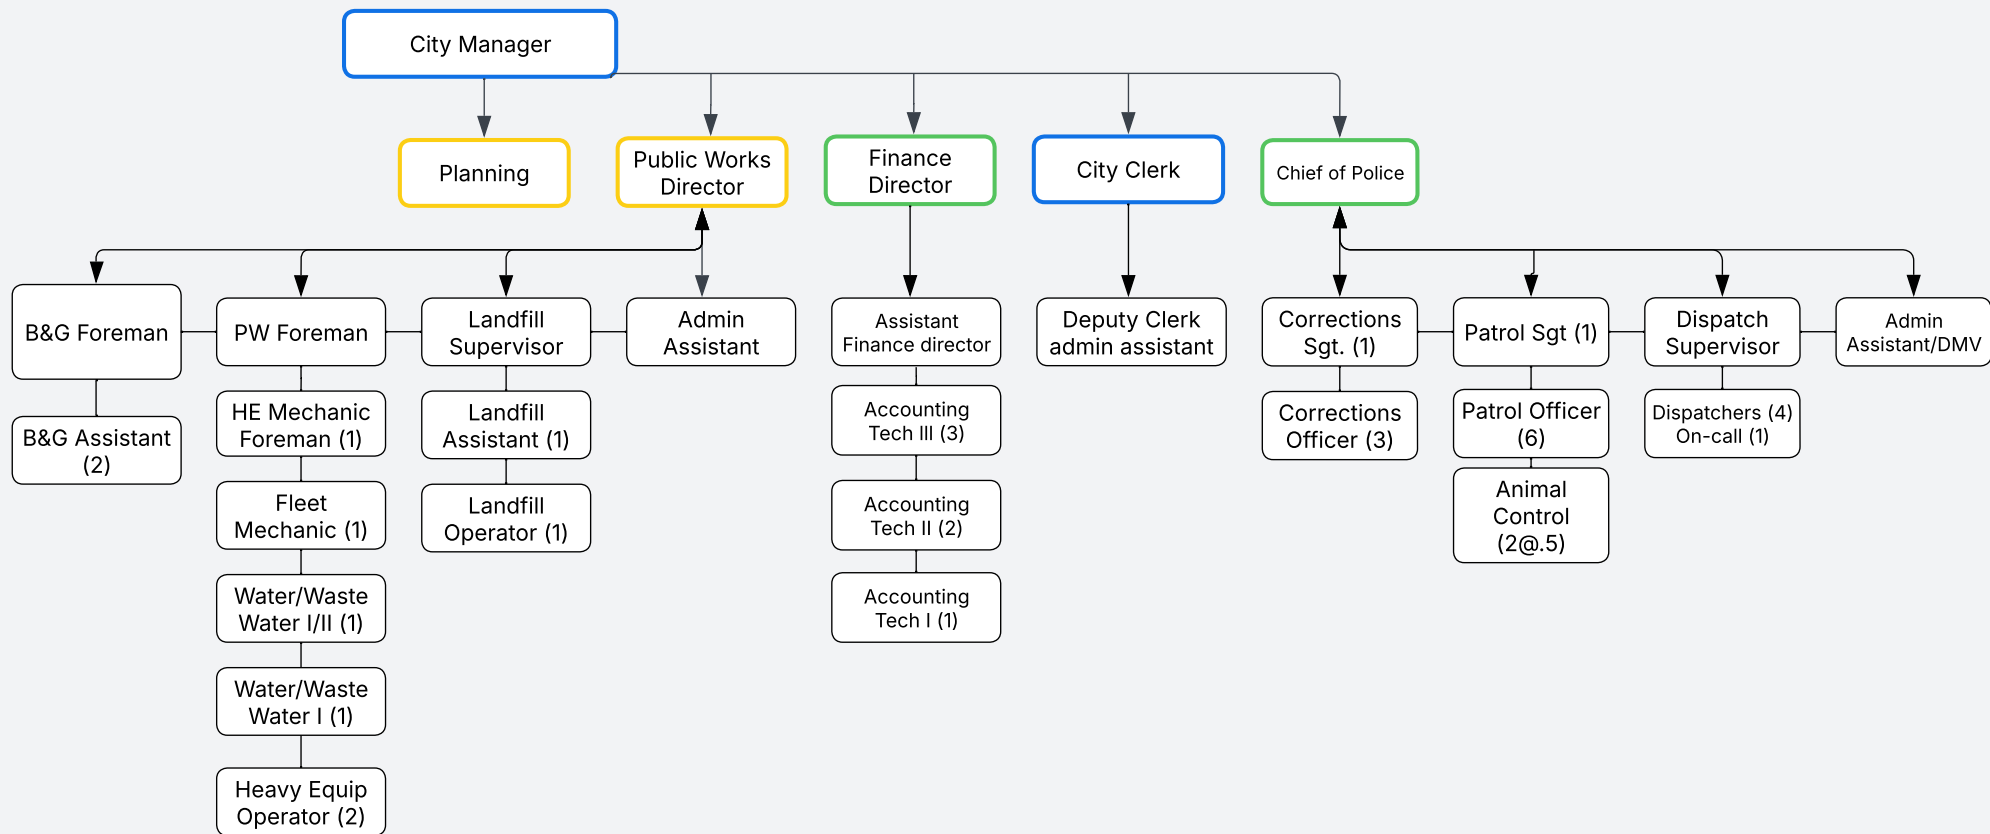 City Manager
Planning
Public Works
Director
Finance
Director
City Clerk
Chief of Police
B&G Foreman
PW Foreman
Landfill
Supervisor
Admin
Assistant
Assistant
Finance director
Deputy Clerk
admin assistant
Corrections
Sgt. (1)
Patrol Sgt (1)
Dispatch
Supervisor
Admin
Assistant/DMV
B&G Assistant
(2)
HE Mechanic
Foreman (1)
Landfill
Assistant (1)
Accounting
Tech III (3)
Corrections
Officer (3)
Patrol Officer
(6)
Dispatchers (4)
On-call (1)
Fleet
Mechanic (1)
Landfill
Operator (1)
Accounting
Tech II (2)
Animal
Control
(2@.5)
Water/Waste
Water I/II (1)
Accounting
Tech I (1)
Water/Waste
Water I (1)
Heavy Equip
Operator (2)